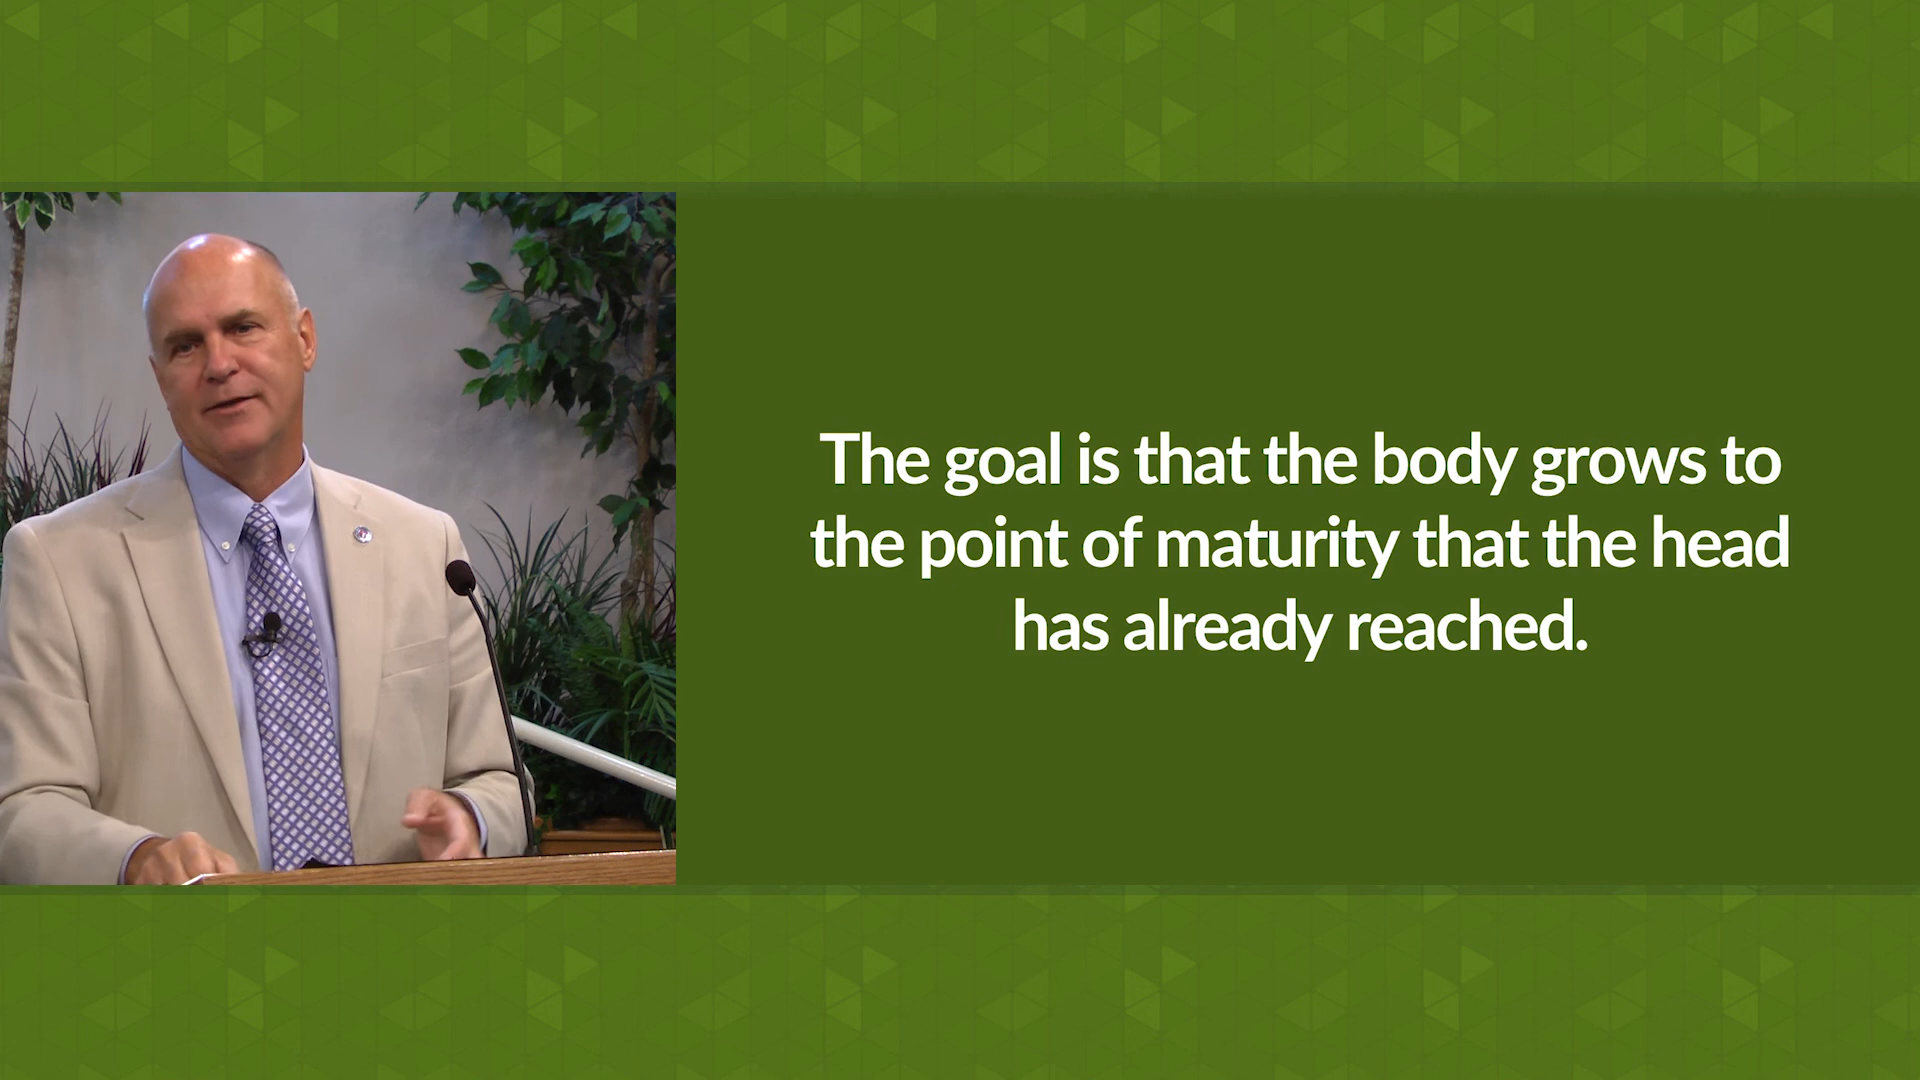 The goal is that the body grows to
the point of maturity that the head
has already reached.